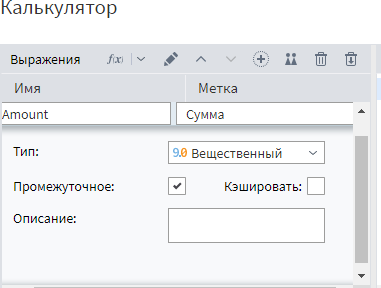 Калькулятор
Выражения f(x)
Имя Метка
Amount Сумма
Тип: 9.0 Вещественный
Промежуточное: Кэшировать:
Описание: